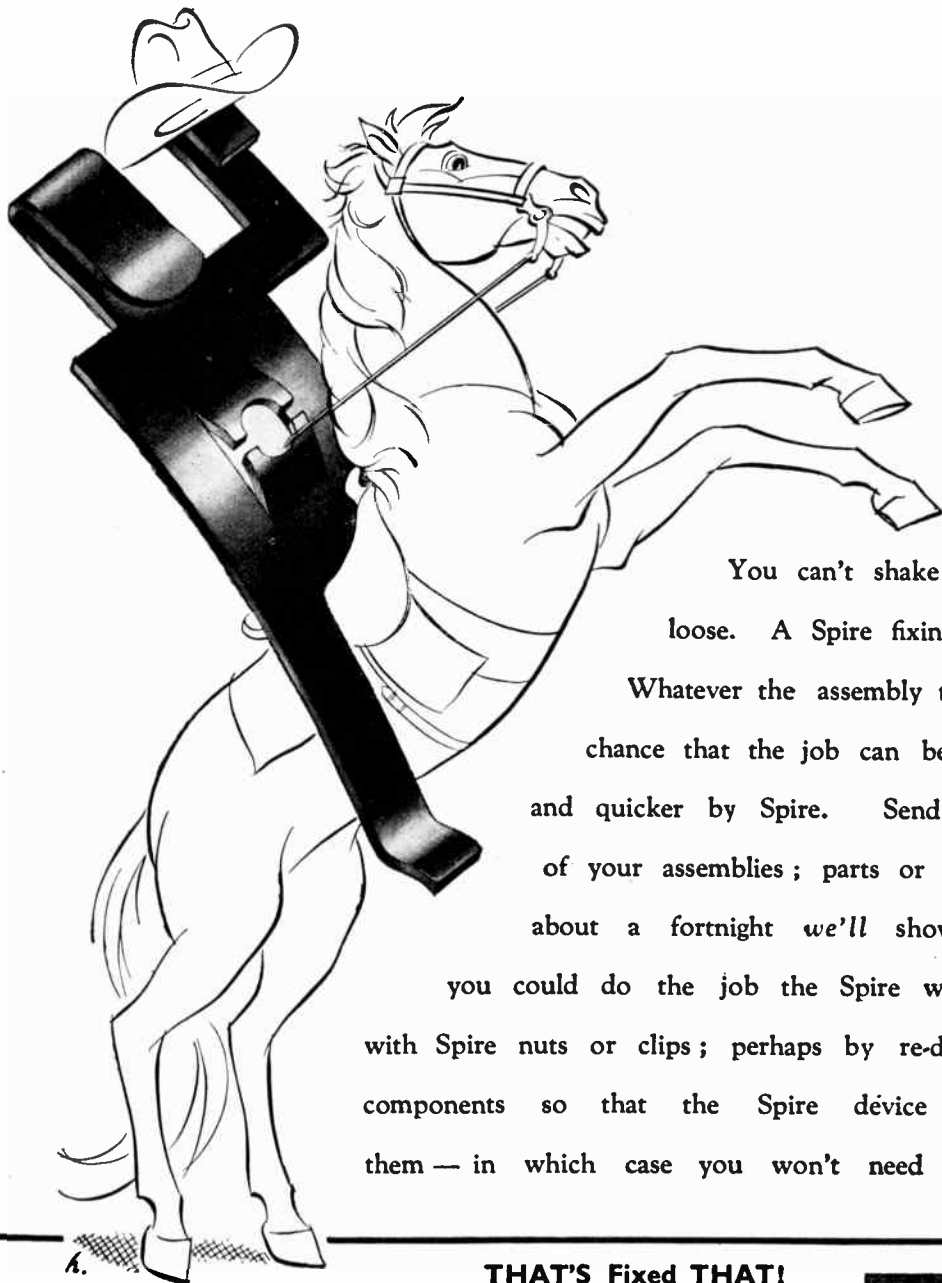 You can't shake
loose. A Spire
Whatever the assembly
chance that the job can be
and quicker by Spire. Send
of your assemblies ; parts or
about a fortnight we'll
you could do the job the Spire
with Spire nuts or clips ; perhaps by
components so that the Spire device
them — in which case you won't need
h.
THAT'S Fixed THAT!